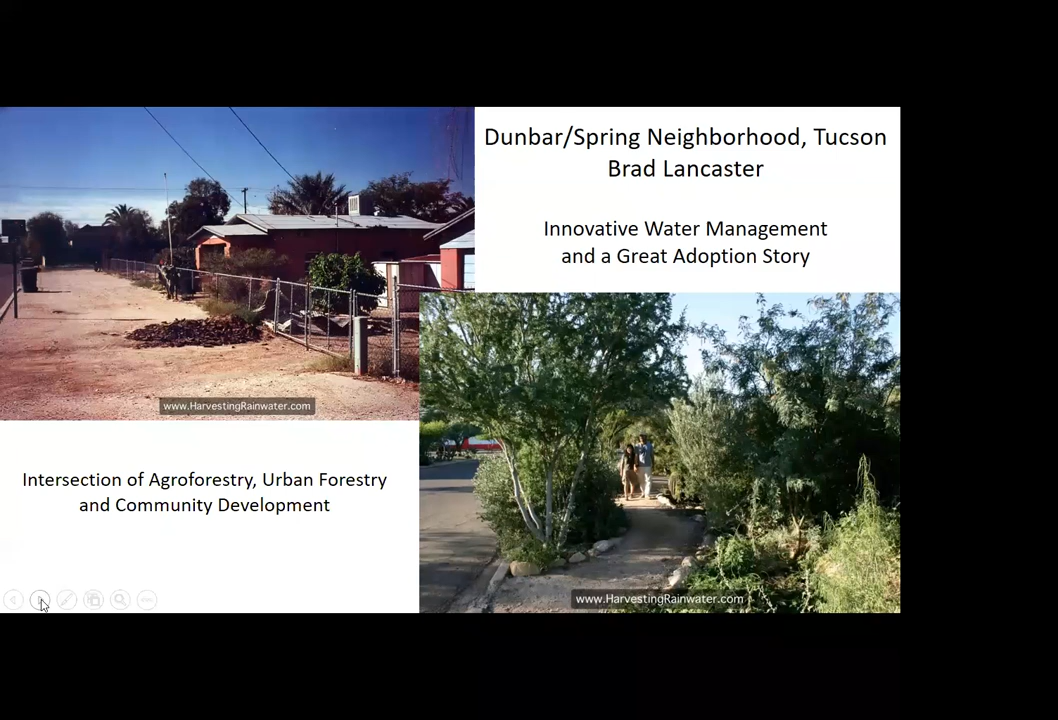 Dunbar/Spring Neighborhood, Tucson
Brad Lancaster
Innovative Water Management
and a Great Adoption Story
www.HarvestingRainwater.com
Intersection of Agroforestry, Urban Forestry
and Community Development
www.HarvestingRainwater.com